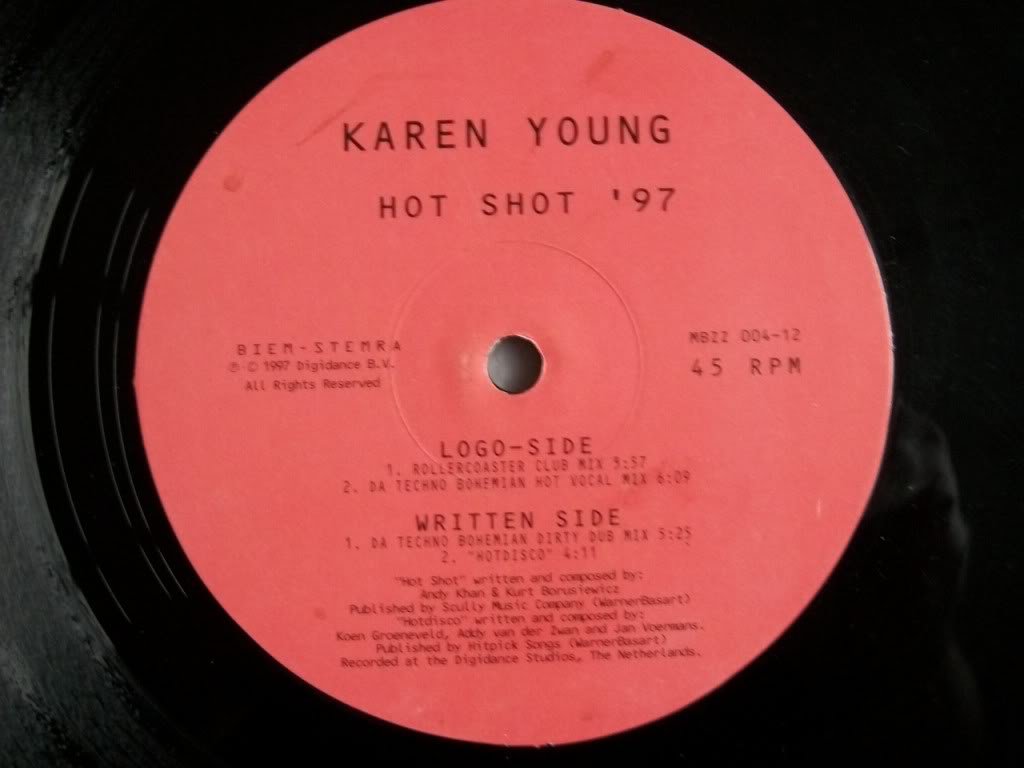 KAREN YOUNG
HOT SHOT '97
BIEM-STEMRA
℗ © 1997 Digidance B.V.
All Rights Reserved
MBZZ 004-12
45 RPM
LOGO-SIDE
1. ROLLERCOASTER CLUB MIX 5:57
2. DA TECHNO BOHEMIAN HOT VOCAL MIX 6:09
WRITTEN SIDE
1. DA TECHNO BOHEMIAN DIRTY DUB MIX 5:25
2. "HOTDISCO" 4:11
"Hot Shot" written and composed by:
Andy Khan & Kurt Borusiewicz
Published by Scully Music Company (WarnerBasart)
"Hotdisco" written and composed by:
Koen Groeneveld, Addy van der Zwan and Jan Voermans.
Published by Hitpick Songs (WarnerBasart)
Recorded at the Digidance Studios, The Netherlands.